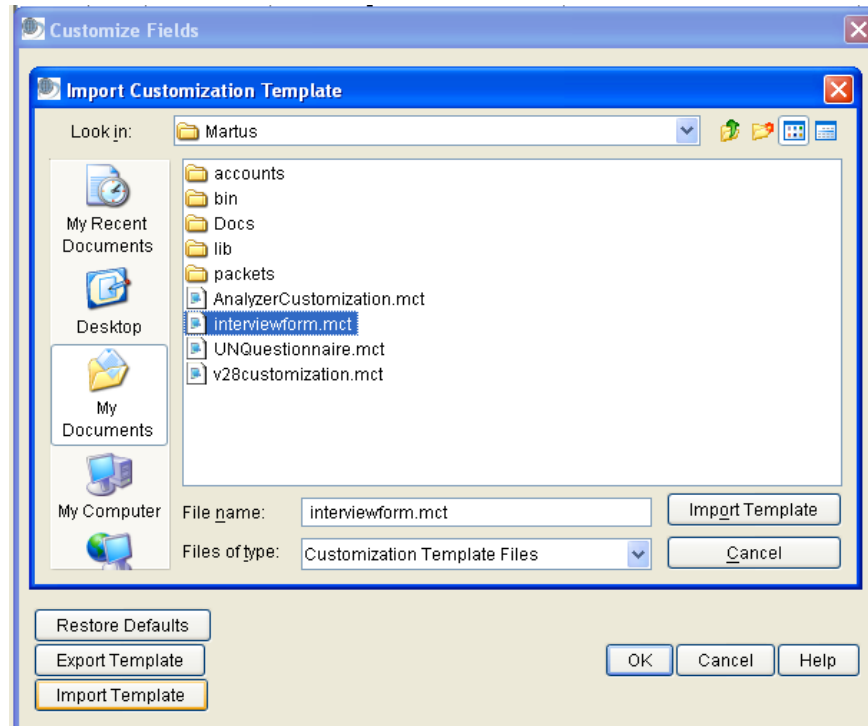 Customize Fields
Import Customization Template
Look in:
Martus
My Recent
Documents
Desktop
My
Documents
My Computer
accounts
bin
Docs
lib
packets
AnalyzerCustomization.mct
interviewform.mct
UNQuestionnaire.mct
v28customization.mct
File name:
interviewform.mct
Import Template
Files of type:
Customization Template Files
Cancel
Restore Defaults
Export Template
Import Template
OK
Cancel
Help